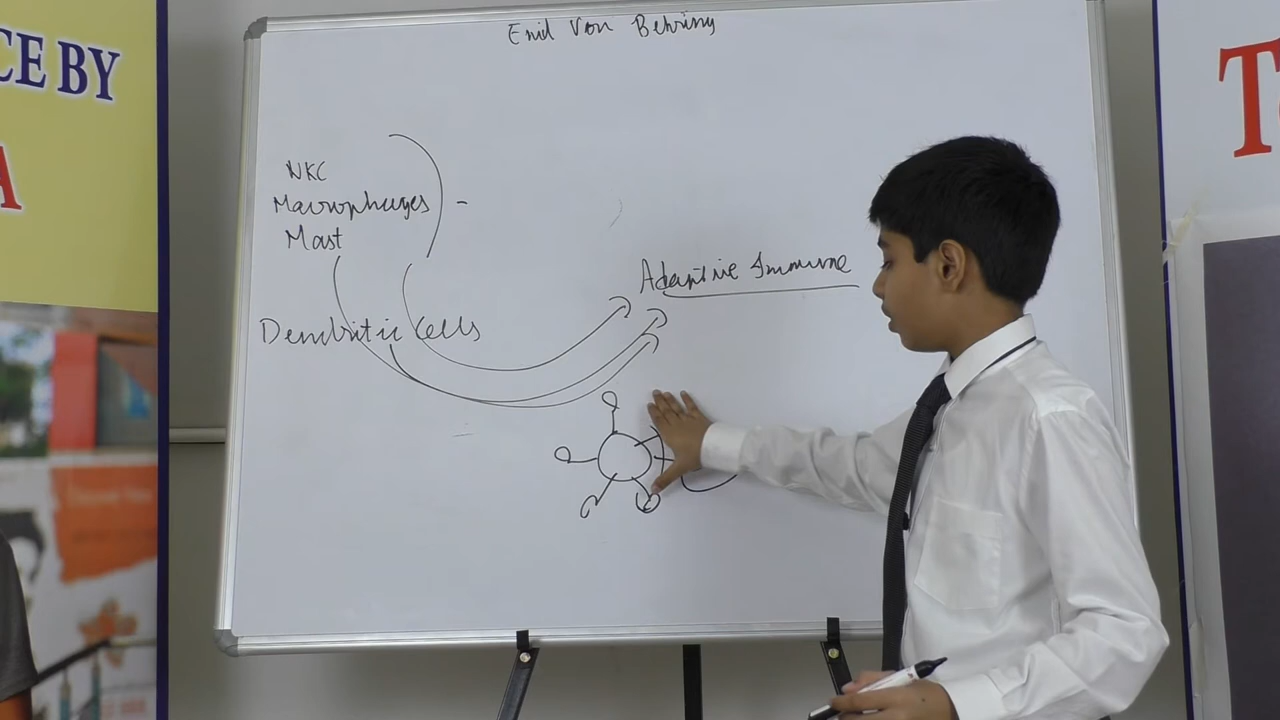 Emil Von Behring
CE BY
A
T
NKC
Macrophages -
Mast
Adaptive Immune
Dendritic Cells